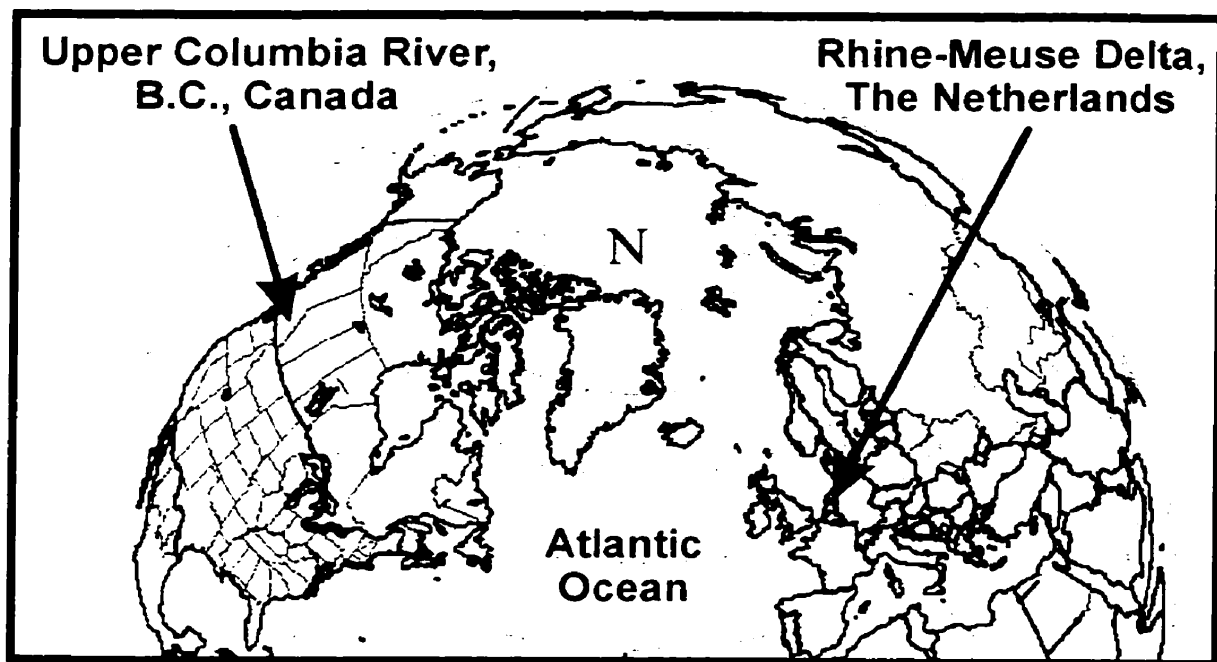 Upper Columbia River,
B.C., Canada
Rhine-Meuse Delta,
The Netherlands
N
Atlantic
Ocean